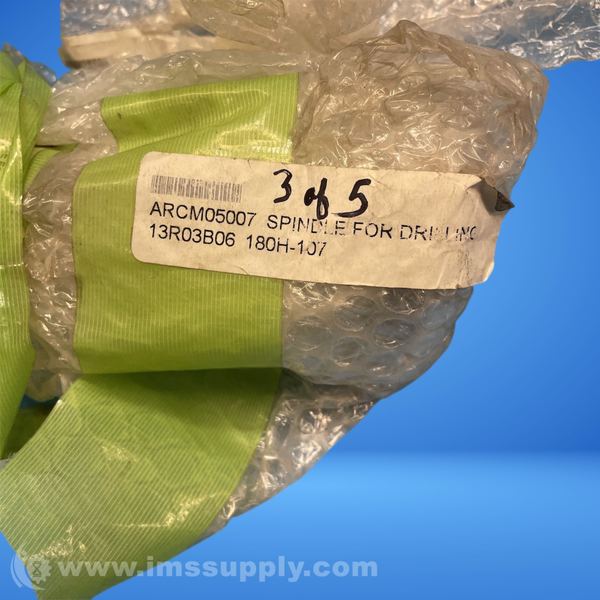 3 of 5
ARCM05007 SPINDLE FOR DRILLING
13R03B06 180H-107
www.imssupply.com